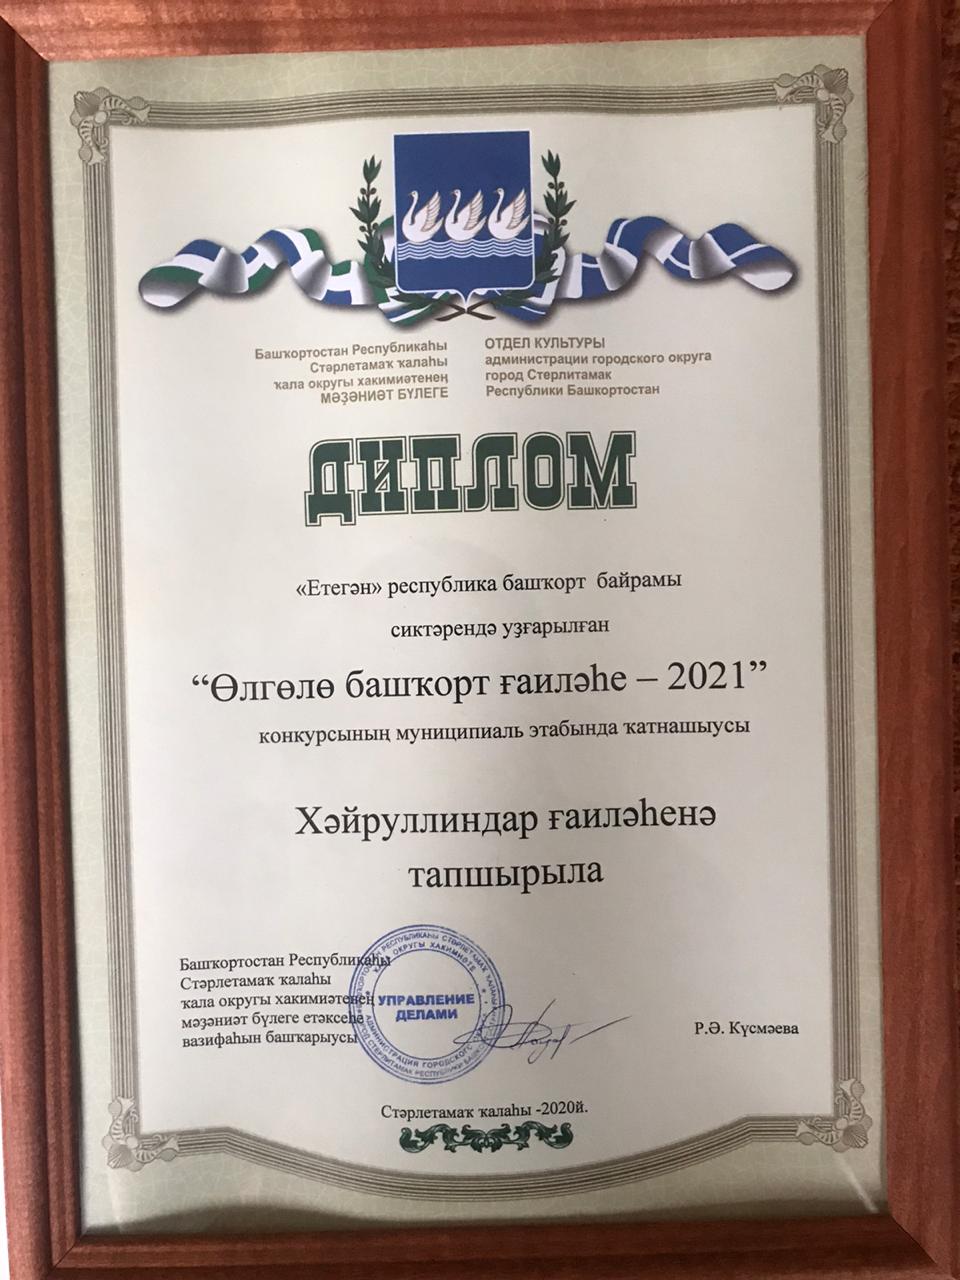 Башҡортостан Республикаһы
Стәрлетамаҡ ҡалаһы
ҡала округы хакимиәтенең
МӘҘӘНИӘТ БҮЛЕГЕ
ОТДЕЛ КУЛЬТУРЫ
администрации городского округа
город Стерлитамак
Республики Башкортостан
ДИПЛОМ
«Етегән» республика башҡорт байрамы
сиктәрендә уҙғарылған
“Өлгөлө башҡорт ғаиләһе – 2021”
конкурсының муниципиаль этабында ҡатнашыусы
Хәйруллиндар ғаиләһенә
тапшырыла
Башҡортостан Республикаһы
Стәрлетамаҡ ҡалаһы
ҡала округы хакимиәтенең
мәҙәниәт бүлеге етәксеһе
вазифаһын башҡарыусы
УПРАВЛЕНИЕ
ДЕЛАМИ
Р.Ә. Күсмәева
Стәрлетамаҡ ҡалаһы -2020й.